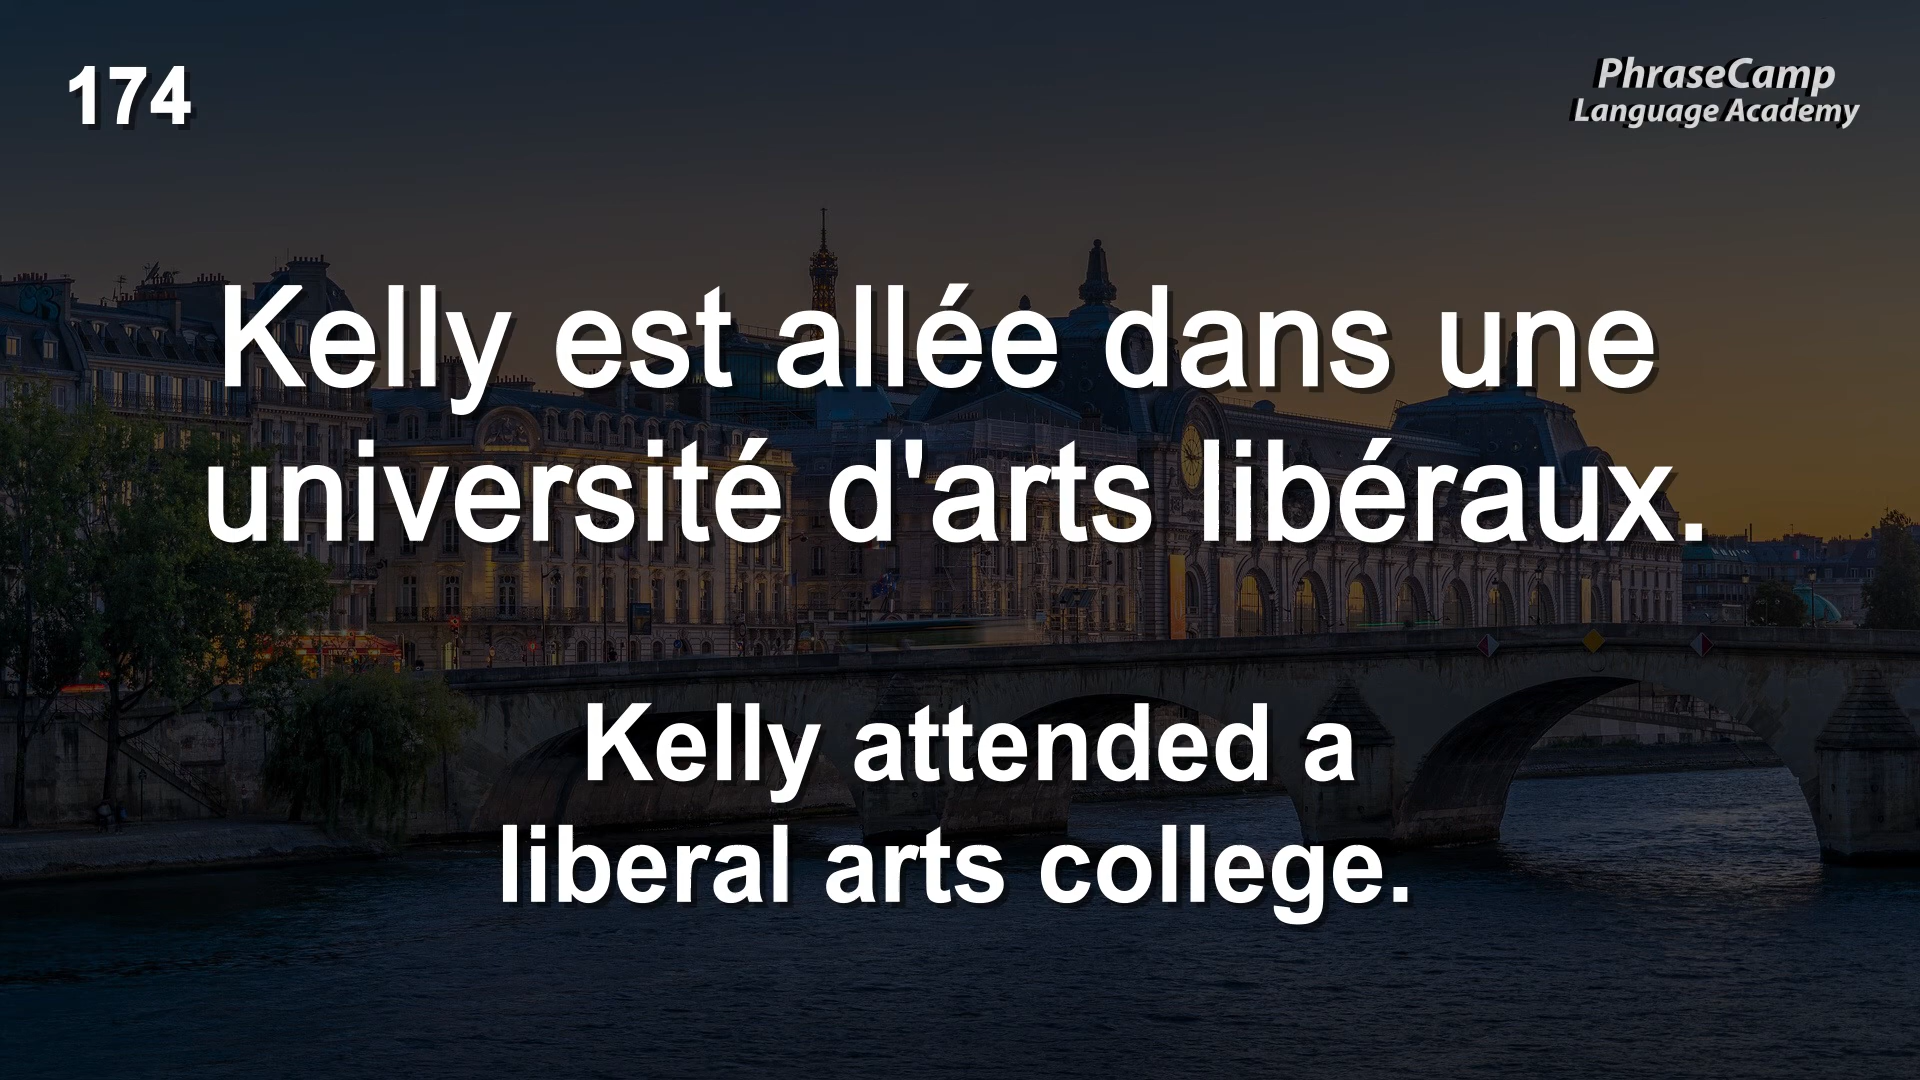 174
PhraseCamp
Language Academy
Kelly est allée dans une
université d'arts libéraux.
Kelly attended a
liberal arts college.